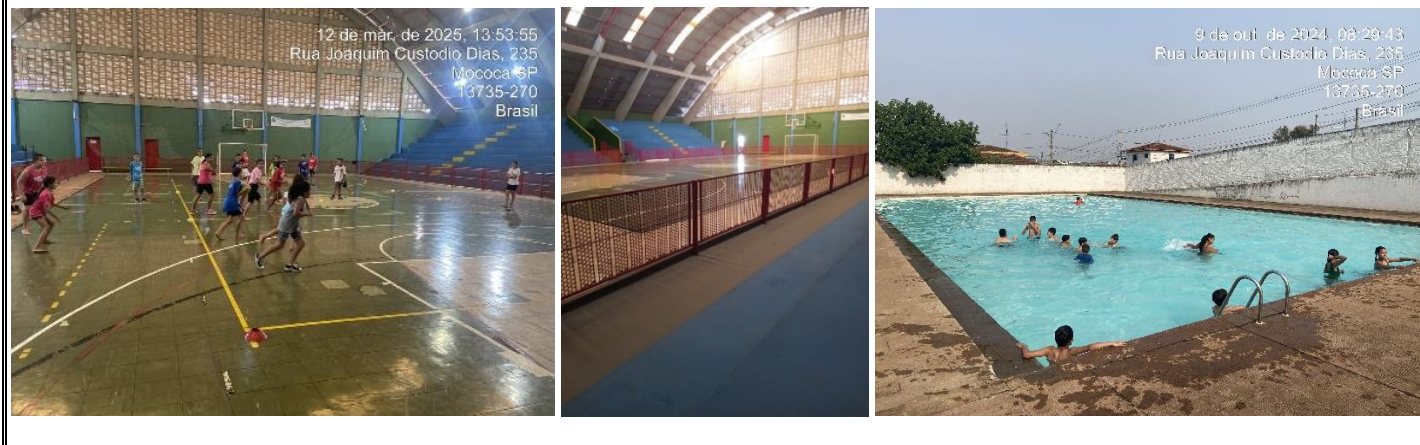 12 de mar. de 2025, 13:53:55
Rua Joaquim Custodio Dias, 235
Mococa SP
13735-270
Brasil
9 de out. de 2024, 08:29:43
Rua Joaquim Custodio Dias, 235
Mococa SP
13735-270
Brasil